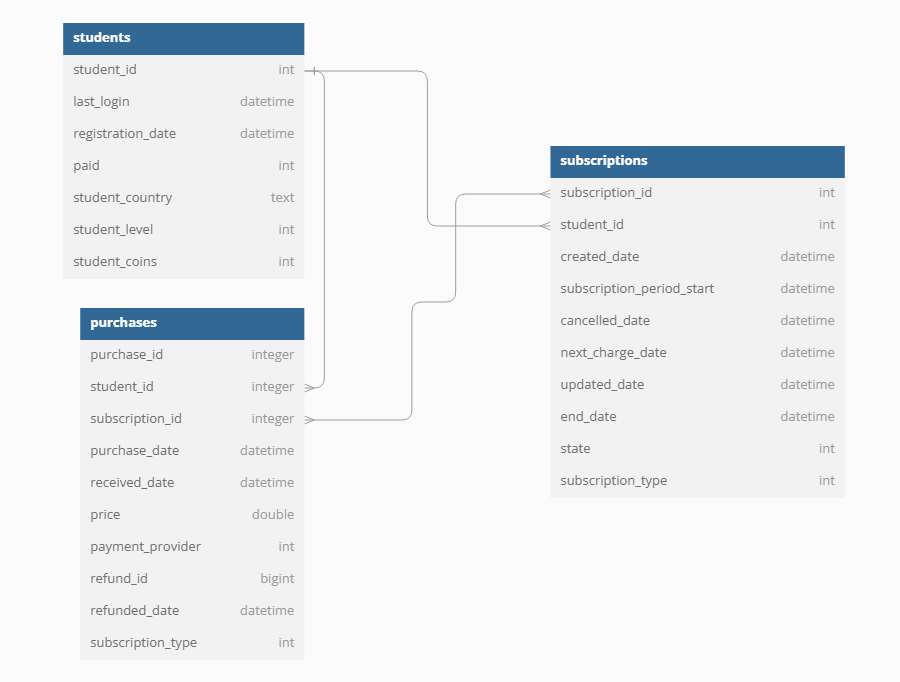 students
student_id int
last_login datetime
registration_date datetime
paid int
student_country text
student_level int
student_coins int
purchases
purchase_id integer
student_id integer
subscription_id integer
purchase_date datetime
received_date datetime
price double
payment_provider int
refund_id bigint
refunded_date datetime
subscription_type int
subscriptions
subscription_id int
student_id int
created_date datetime
subscription_period_start datetime
cancelled_date datetime
next_charge_date datetime
updated_date datetime
end_date datetime
state int
subscription_type int